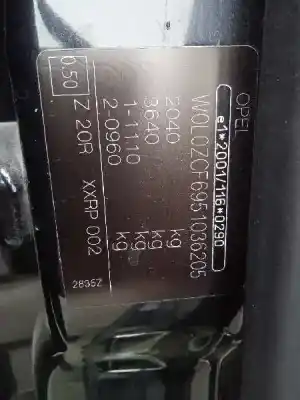 OPEL
e1*2001/116*0290
W0L0ZCF6951036205
2040 kg
3640 kg
1-1110 kg
2-0960 kg
0.50 Z 20R XXRP 002
2835Z